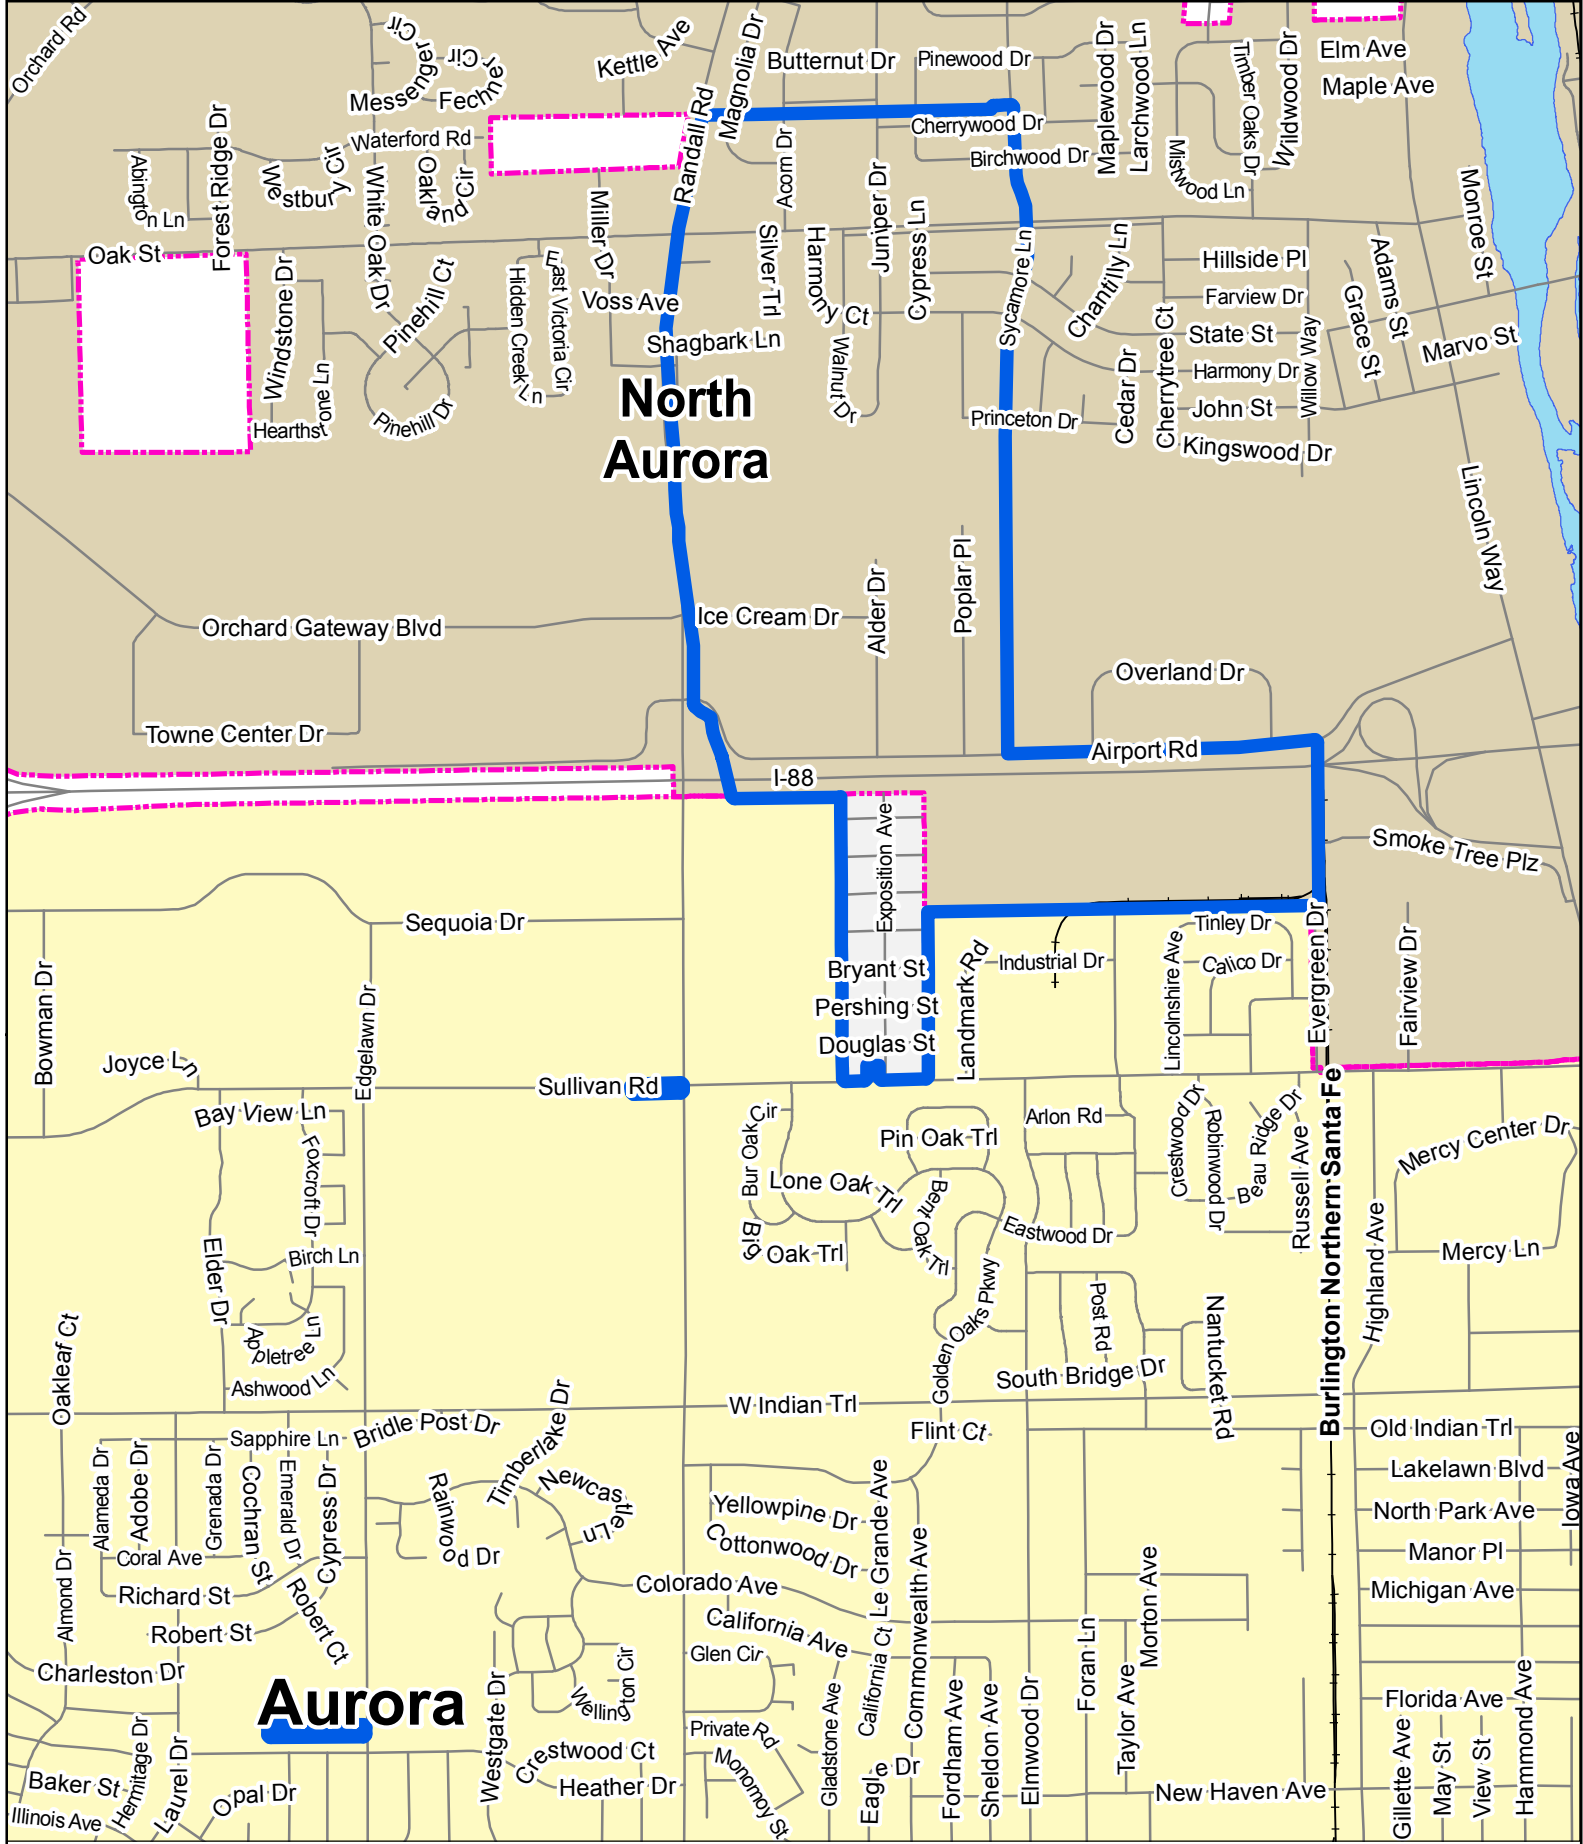 Orchard Rd
Messenger Cir
Fechner Cir
Kettle Ave
Magnolia Dr
Butternut Dr
Pinewood Dr
Maplewood Dr
Larchwood Ln
Timber Oaks Dr
Wildwood Dr
Elm Ave
Maple Ave
Waterford Rd
Randall Rd
Cherrywood Dr
Birchwood Dr
Forest Ridge Dr
Abington Ln
Westbury Cir
White Oak Dr
Oakland Cir
Acorn Dr
Juniper Dr
Cypress Ln
Mistwood Ln
Monroe St
Oak St
Miller Dr
Silver Trl
Harmony Ct
Sycamore Ln
Chantilly Ln
Hillside Pl
Farview Dr
State St
Harmony Dr
John St
Kingswood Dr
Adams St
Grace St
Marvo St
Willow Way
Windstone Dr
Hearthstone Ln
Pinehill Ct
Pinehill Dr
Hidden Creek Ln
East Victoria Cir
Voss Ave
Shagbark Ln
Walnut Dr
Princeton Dr
Cedar Dr
Cherrytree Ct
North
Aurora
Lincoln Way
Orchard Gateway Blvd
Ice Cream Dr
Alder Dr
Poplar Pl
Overland Dr
Towne Center Dr
Airport Rd
I-88
Exposition Ave
Smoke Tree Plz
Sequoia Dr
Bowman Dr
Edgelawn Dr
Bryant St
Pershing St
Douglas St
Landmark Rd
Industrial Dr
Lincolnshire Ave
Tinley Dr
Calico Dr
Evergreen Dr
Fairview Dr
Joyce Ln
Sullivan Rd
Bay View Ln
Foxcroft Dr
Bur Oak Cir
Pin Oak Trl
Arlon Rd
Crestwood Dr
Robinwood Dr
Beau Ridge Dr
Russell Ave
Burlington Northern Santa Fe
Mercy Center Dr
Lone Oak Trl
Bent Oak Trl
Big Oak Trl
Eastwood Dr
Highland Ave
Mercy Ln
Elder Dr
Birch Ln
Appletree Ln
Ashwood Ln
Oakleaf Ct
Golden Oaks Pkwy
Post Rd
South Bridge Dr
Nantucket Rd
W Indian Trl
Flint Ct
Old Indian Trl
Bridle Post Dr
Sapphire Ln
Timberlake Dr
Newcastle Ln
Rainwood Dr
Alameda Dr
Adobe Dr
Grenada Dr
Cochran St
Emerald Dr
Cypress Dr
Coral Ave
Richard St
Robert St
Robert Ct
Almond Dr
Charleston Dr
Yellowpine Dr
Cottonwood Dr
Le Grande Ave
Commonwealth Ave
Colorado Ave
California Ave
California Ct
Glen Cir
Lakelawn Blvd
North Park Ave
Manor Pl
Michigan Ave
Iowa Ave
Morton Ave
Foran Ln
Taylor Ave
Aurora
Wellington Cir
Westgate Dr
Crestwood Ct
Heather Dr
Private Rd
Monomoy St
Gladstone Ave
Eagle Dr
Fordham Ave
Sheldon Ave
Elmwood Dr
New Haven Ave
Florida Ave
Gillette Ave
May St
View St
Hammond Ave
Baker St
Illinois Ave
Hermitage Dr
Laurel Dr
Opal Dr